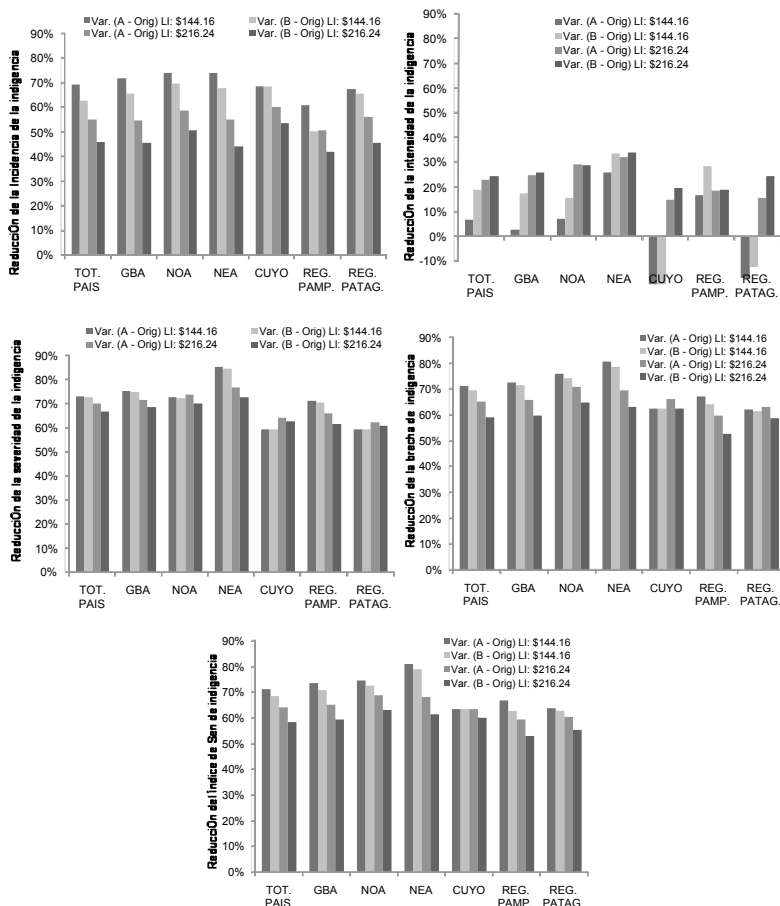 Reducción de la Incidencia de la indigencia
Var. (A - Orig) LI: $144.16
Var. (B - Orig) LI: $144.16
Var. (A - Orig) LI: $216.24
Var. (B - Orig) LI: $216.24
90%
80%
70%
60%
50%
40%
30%
20%
10%
0%
TOT. PAIS
GBA
NOA
NEA
CUYO
REG. PAMP.
REG. PATAG.
Reducción de la intensidad de la indigencia
Var. (A - Orig) LI: $144.16
Var. (B - Orig) LI: $144.16
Var. (A - Orig) LI: $216.24
Var. (B - Orig) LI: $216.24
90%
80%
70%
60%
50%
40%
30%
20%
10%
0%
-10%
TOT. PAIS
GBA
NOA
NEA
CUYO
REG. PAMP.
REG. PATAG.
Reducción de la severidad de la indigencia
Var. (A - Orig) LI: $144.16
Var. (B - Orig) LI: $144.16
Var. (A - Orig) LI: $216.24
Var. (B - Orig) LI: $216.24
90%
80%
70%
60%
50%
40%
30%
20%
10%
0%
TOT. PAIS
GBA
NOA
NEA
CUYO
REG. PAMP.
REG. PATAG.
Reducción de la brecha de indigencia
Var. (A - Orig) LI: $144.16
Var. (B - Orig) LI: $144.16
Var. (A - Orig) LI: $216.24
Var. (B - Orig) LI: $216.24
90%
80%
70%
60%
50%
40%
30%
20%
10%
0%
TOT. PAIS
GBA
NOA
NEA
CUYO
REG. PAMP.
REG. PATAG.
Reducción del Índice de Sen de indigencia
Var. (A - Orig) LI: $144.16
Var. (B - Orig) LI: $144.16
Var. (A - Orig) LI: $216.24
Var. (B - Orig) LI: $216.24
90%
80%
70%
60%
50%
40%
30%
20%
10%
0%
TOT. PAIS
GBA
NOA
NEA
CUYO
REG. PAMP.
REG. PATAG.